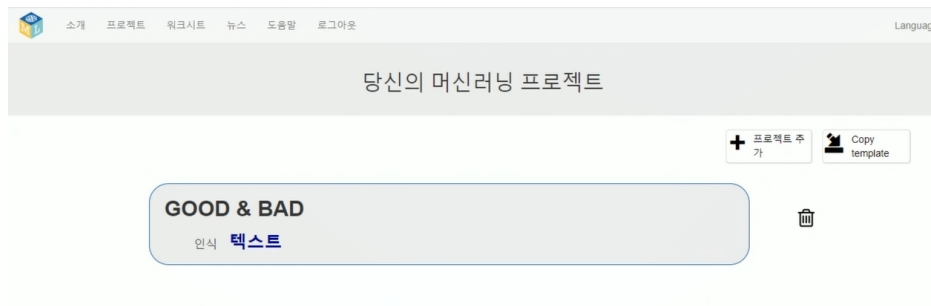 소개 프로젝트 워크시트 뉴스 도움말 로그아웃 Languag
당신의 머신러닝 프로젝트
프로젝트 추
가
Copy
template
GOOD & BAD
인식 텍스트